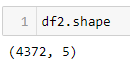 1 df2.shape
(4372, 5)